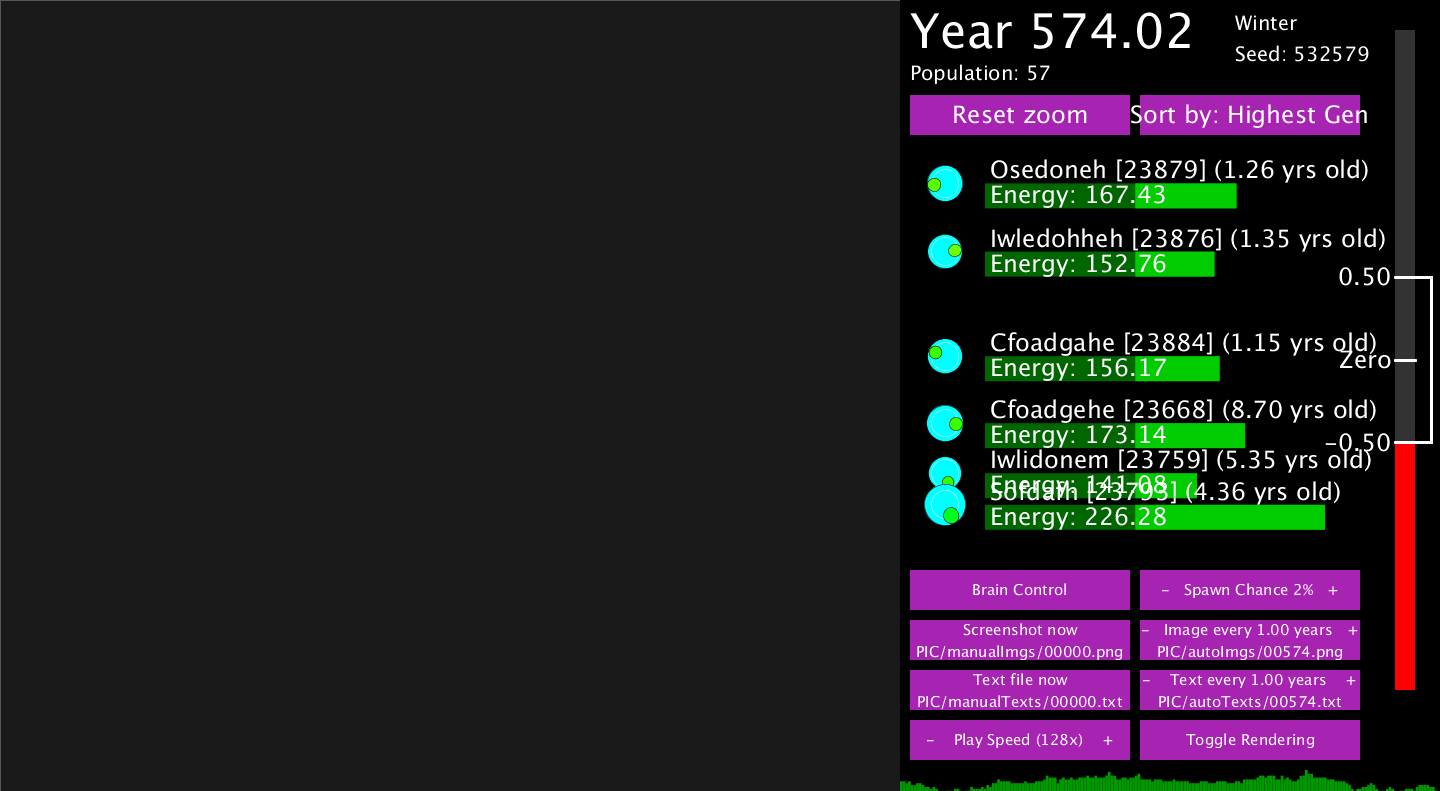 Year 574.02
Winter
Seed: 532579
Population: 57
Reset zoom
Sort by: Highest Gen
Osedoneh [23879] (1.26 yrs old)
Energy: 167.43
Iwledohheh [23876] (1.35 yrs old)
Energy: 152.76
0.50
Cfoadgahe [23884] (1.15 yrs old)
Zero
Energy: 156.17
Cfoadgehe [23668] (8.70 yrs old)
Energy: 173.14
-0.50
Iwlidonem [23759] (5.35 yrs old)
Energy: 141.08
[23793] (4.36 yrs old)
Energy: 226.28
Brain Control
- Spawn Chance 2% +
Screenshot now
PIC/manualImgs/00000.png
- Image every 1.00 years +
PIC/autoImgs/00574.png
Text file now
PIC/manualTexts/00000.txt
- Text every 1.00 years +
PIC/autoTexts/00574.txt
- Play Speed (128x) +
Toggle Rendering